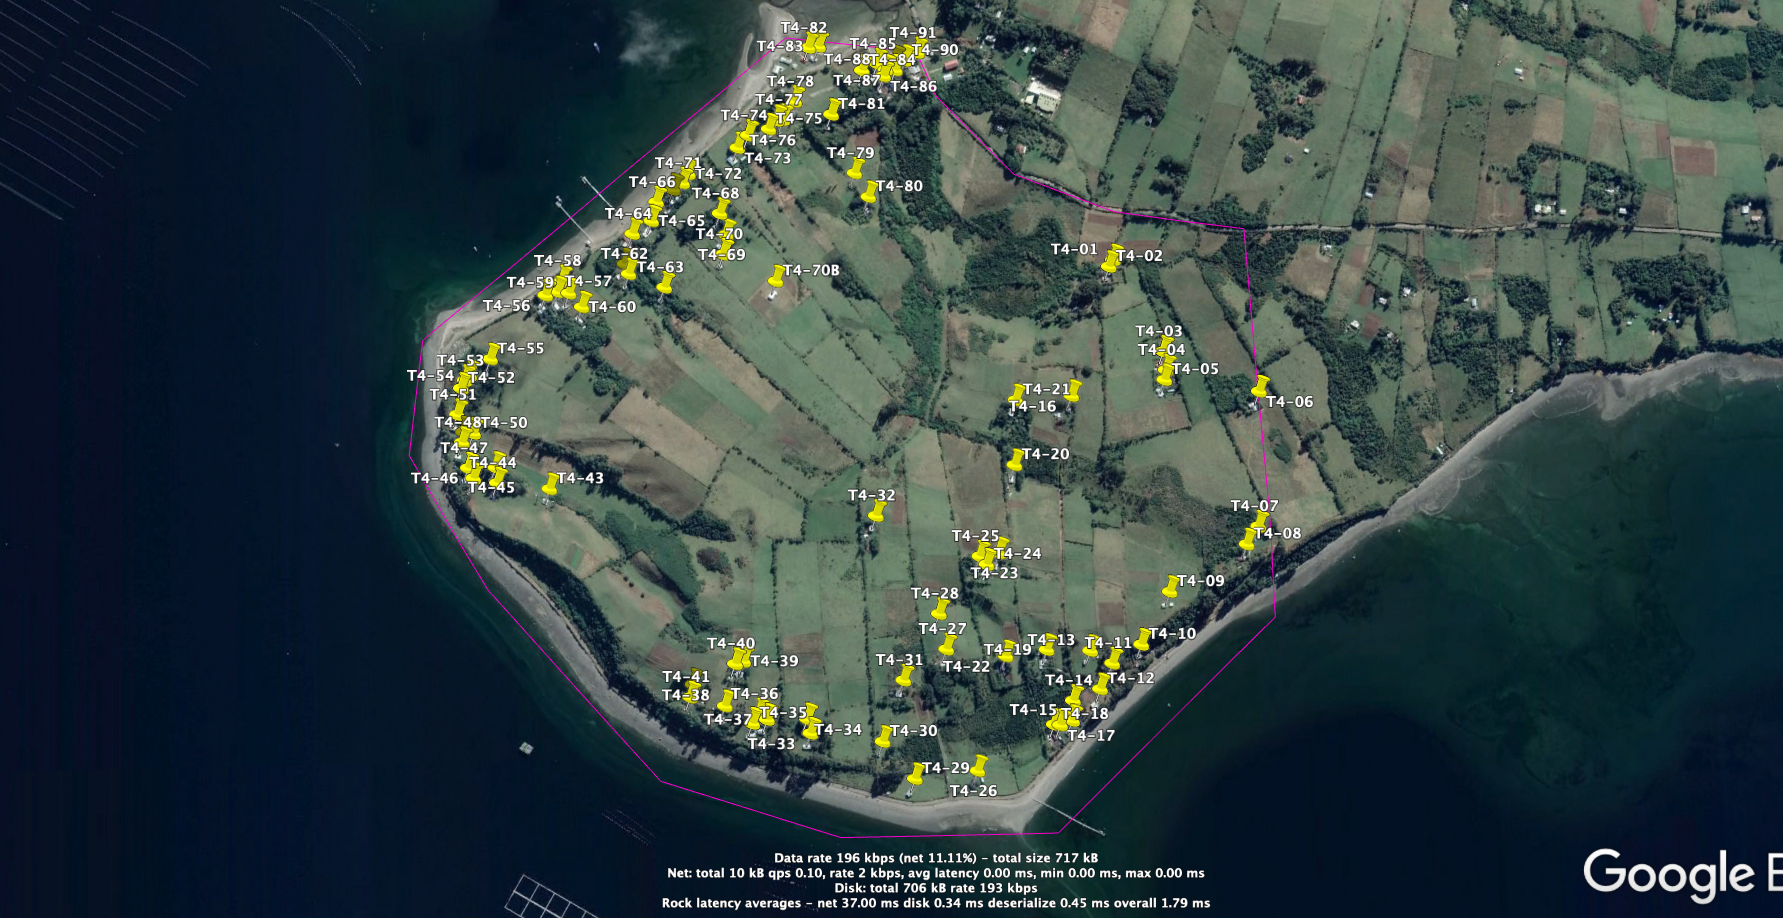 T4-82
T4-91
T4-83
T4-85
T4-90
T4-88
T4-84
T4-78
T4-87
T4-86
T4-77
T4-81
T4-74
T4-75
T4-76
T4-73
T4-79
T4-71
T4-72
T4-66
T4-80
T4-68
T4-64
T4-65
T4-70
T4-01
T4-02
T4-62
T4-69
T4-58
T4-63
T4-70B
T4-59
T4-57
T4-56
T4-60
T4-03
T4-55
T4-04
T4-53
T4-05
T4-54
T4-52
T4-21
T4-51
T4-06
T4-16
T4-48
T4-50
T4-47
T4-20
T4-44
T4-46
T4-43
T4-45
T4-32
T4-07
T4-08
T4-25
T4-24
T4-23
T4-09
T4-28
T4-27
T4-10
T4-40
T4-13
T4-11
T4-19
T4-39
T4-31
T4-22
T4-41
T4-14
T4-12
T4-38
T4-36
T4-35
T4-15
T4-18
T4-37
T4-34
T4-30
T4-17
T4-33
T4-29
T4-26
Data rate 196 kbps (net 11.11%) - total size 717 kB
Net: total 10 kB qps 0.10, rate 2 kbps, avg latency 0.00 ms, min 0.00 ms, max 0.00 ms
Disk: total 706 kB rate 193 kbps
Rock latency averages - net 37.00 ms disk 0.34 ms deserialize 0.45 ms overall 1.79 ms
Google E